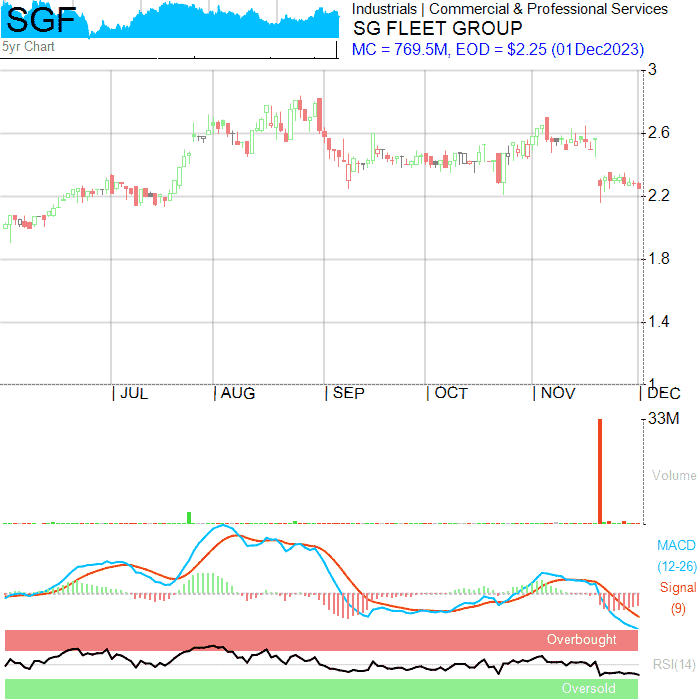 SGF
5yr Chart
Industrials | Commercial & Professional Services
SG FLEET GROUP
MC = 769.5M, EOD = $2.25 (01Dec2023)
3
2.6
2.2
1.8
1.4
1
JUL
AUG
SEP
OCT
NOV
DEC
33M
Volume
MACD
(12-26)
Signal
(9)
Overbought
RSI(14)
Oversold